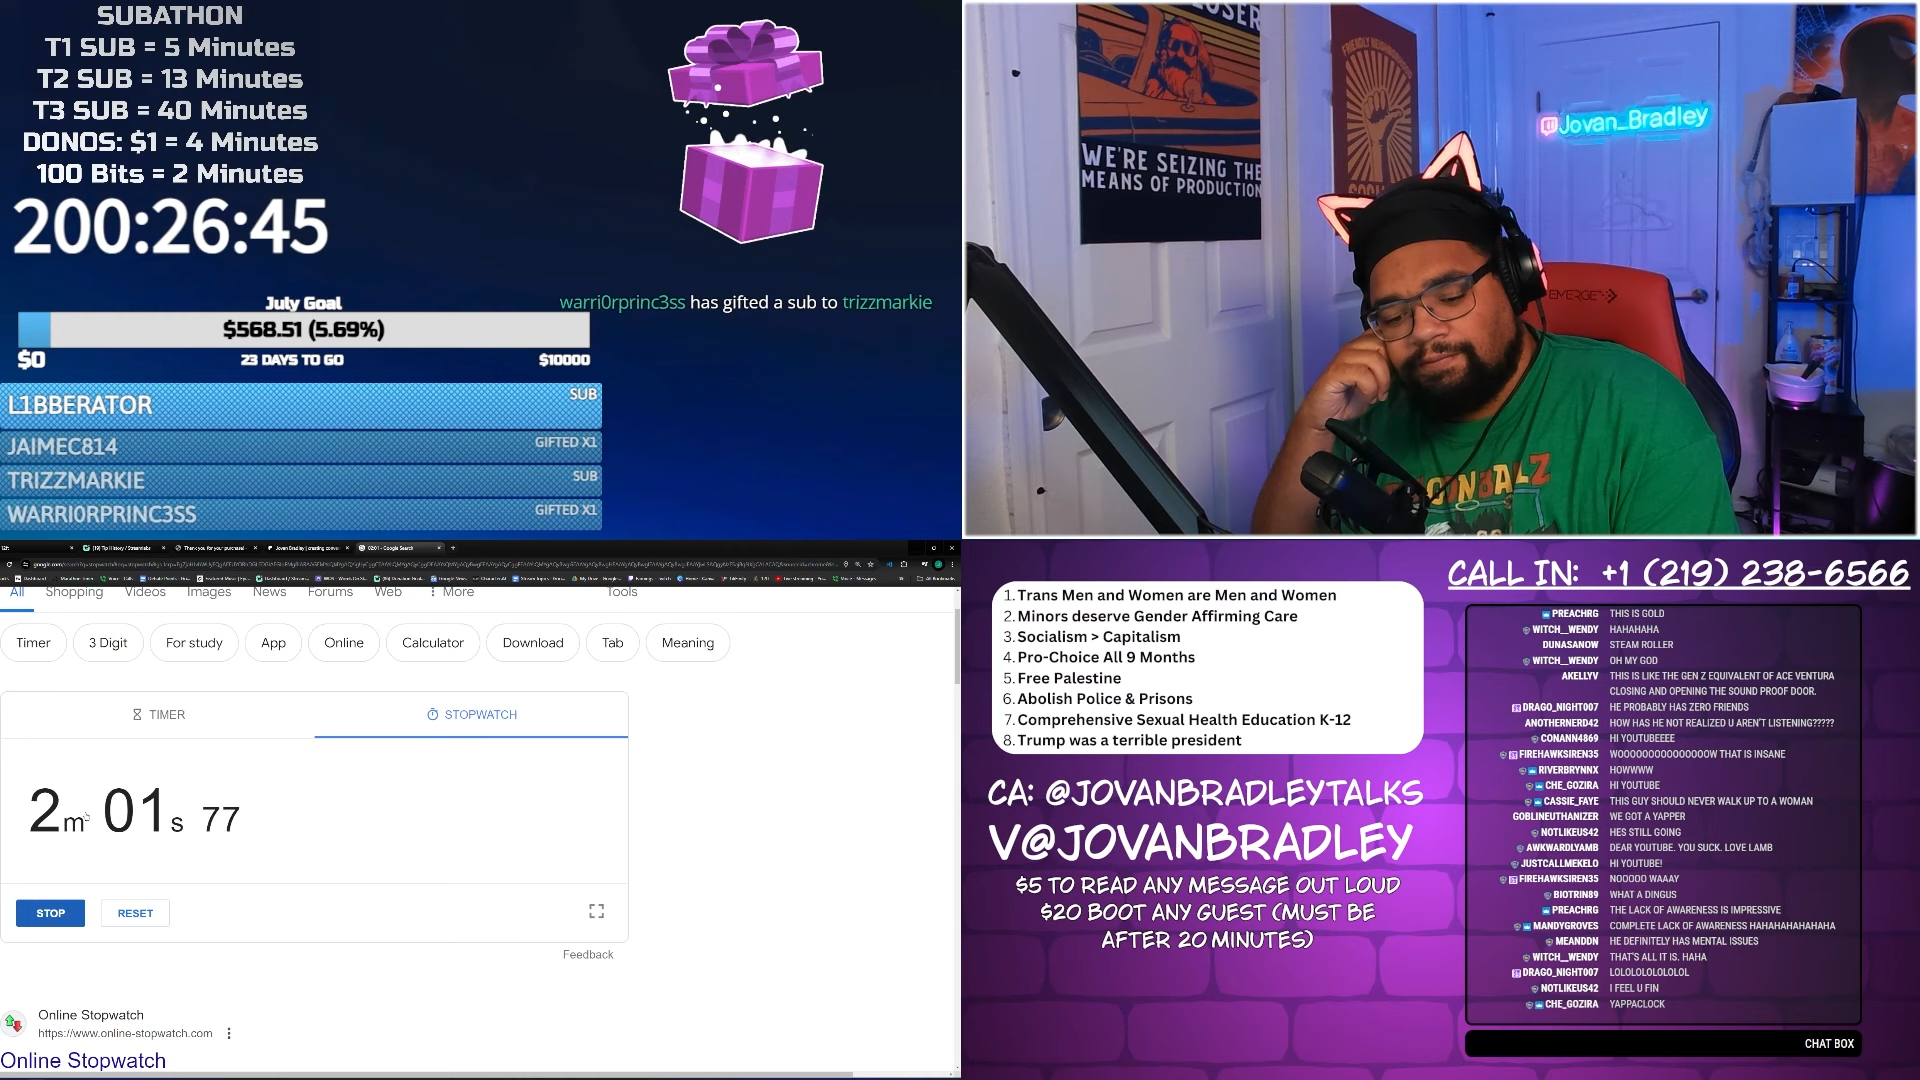 SUBATHON
T1 SUB = 5 Minutes
T2 SUB = 13 Minutes
T3 SUB = 40 Minutes
DONOS: $1 = 4 Minutes
100 Bits = 2 Minutes
200:26:45
July Goal
$568.51 (5.69%)
$0
23 DAYS TO GO
$10000
warri0rprinc3ss has gifted a sub to trizzmarkie
L1BBERATOR
SUB
JAIMEC814
GIFTED X1
TRIZZMARKIE
SUB
WARRI0RPRINC3SS
GIFTED X1
WE'RE SEIZING THE
MEANS OF PRODUCTION
Jovan_Bradley
EMERGE
02:01 - Google Search
All
Shopping
Videos
Images
News
Forums
Web
More
Tools
Timer
3 Digit
For study
App
Online
Calculator
Download
Tab
Meaning
TIMER
STOPWATCH
2m 01s 77
STOP
RESET
Feedback
Online Stopwatch
https://www.online-stopwatch.com
Online Stopwatch
CALL IN: +1 (219) 238-6566
1. Trans Men and Women are Men and Women
2. Minors deserve Gender Affirming Care
3. Socialism > Capitalism
4. Pro-Choice All 9 Months
5. Free Palestine
6. Abolish Police & Prisons
7. Comprehensive Sexual Health Education K-12
8. Trump was a terrible president
CA: @JOVANBRADLEYTALKS
V@JOVANBRADLEY
$5 TO READ ANY MESSAGE OUT LOUD
$20 BOOT ANY GUEST (MUST BE
AFTER 20 MINUTES)
PREACHRG THIS IS GOLD
WITCH_WENDY HAHAHAHA
DUNASANOW STEAM ROLLER
WITCH_WENDY OH MY GOD
AKELLYV THIS IS LIKE THE GEN Z EQUIVALENT OF ACE VENTURA
CLOSING AND OPENING THE SOUND PROOF DOOR.
DRAGO_NIGHT007 HE PROBABLY HAS ZERO FRIENDS
ANOTHERNERD42 HOW HAS HE NOT REALIZED U AREN'T LISTENING?????
CONANN4869 HI YOUTUBEEEE
FIREHAWKSIREN35 WOOOOOOOOOOOOOOOW THAT IS INSANE
RIVERBRYNNX HOWWWW
CHE_GOZIRA HI YOUTUBE
CASSIE_FAYE THIS GUY SHOULD NEVER WALK UP TO A WOMAN
GOBLINEUTHANIZER WE GOT A YAPPER
NOTLIKEUS42 HES STILL GOING
AWKWARDLYAMB DEAR YOUTUBE. YOU SUCK. LOVE LAMB
JUSTCALLMEKELO HI YOUTUBE!
FIREHAWKSIREN35 NOOOOO WAAAY
BIOTRIN89 WHAT A DINGUS
PREACHRG THE LACK OF AWARENESS IS IMPRESSIVE
MANDYGROVES COMPLETE LACK OF AWARENESS HAHAHAHAHAHAHA
MEANDDN HE DEFINITELY HAS MENTAL ISSUES
WITCH_WENDY THAT'S ALL IT IS. HAHA
DRAGO_NIGHT007 LOLOLOLOLOLOLOL
NOTLIKEUS42 I FEEL U FIN
CHE_GOZIRA YAPPACLOCK
CHAT BOX